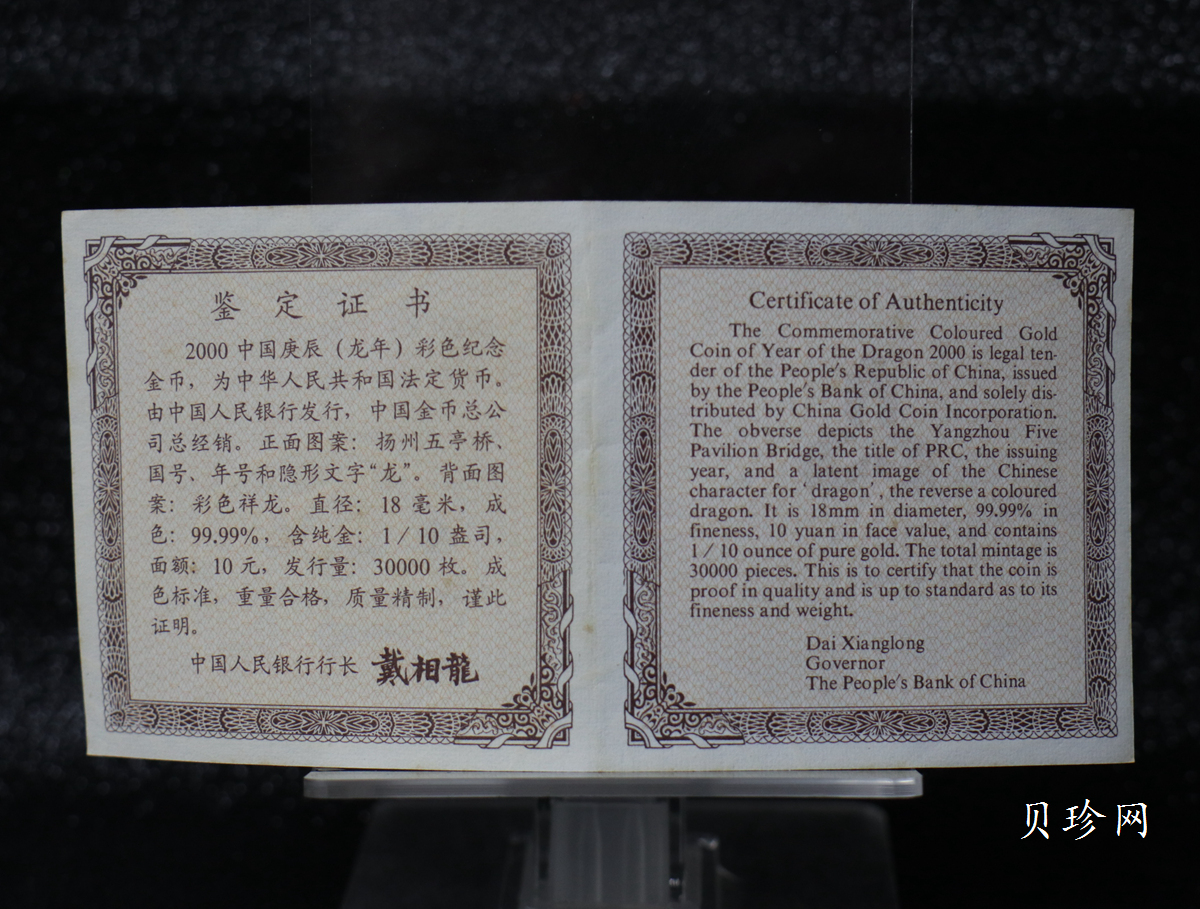 鉴定证书
2000中国庚辰（龙年）彩色纪念
金币，为中华人民共和国法定货币。
由中国人民银行发行，中国金币总公
司总经销。正面图案：扬州五亭桥、
国号、年号和隐形文字“龙”。背面图
案：彩色祥龙。直径：18毫米，成
色：99.99%，含纯金：1/10盎司，
面额：10元，发行量：30000枚。成
色标准，重量合格，质量精制，谨此
证明。
中国人民银行行长 戴相龍
Certificate of Authenticity
The Commemorative Coloured Gold
Coin of Year of the Dragon 2000 is legal ten-
der of the People's Republic of China, issued
by the People's Bank of China, and solely dis-
tributed by China Gold Coin Incorporation.
The obverse depicts the Yangzhou Five
Pavilion Bridge, the title of PRC, the issuing
year, and a latent image of the Chinese
character for ‘dragon’, the reverse a coloured
dragon. It is 18mm in diameter, 99.99% in
fineness, 10 yuan in face value, and contains
1/10 ounce of pure gold. The total mintage is
30000 pieces. This is to certify that the coin is
proof in quality and is up to standard as to its
fineness and weight.
Dai Xianglong
Governor
The People's Bank of China
贝珍网